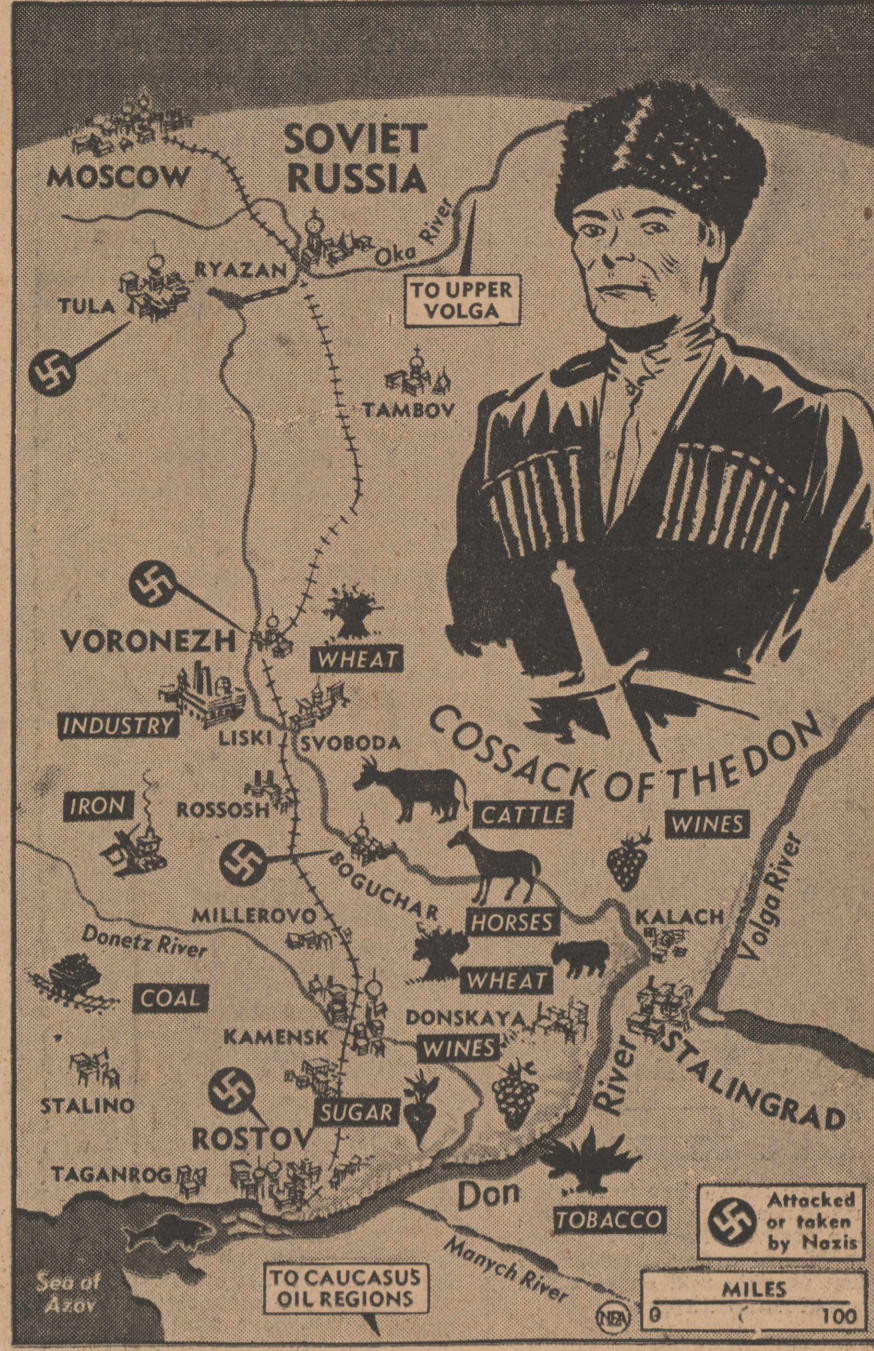 SOVIET
RUSSIA
MOSCOW
Oka River
RYAZAN
TULA
TO UPPER
VOLGA
TAMBOV
VORONEZH
WHEAT
INDUSTRY
LISKI
SVOBODA
COSSACK OF THE DON
IRON
ROSSOSH
CATTLE
WINES
BOGUCHAR
HORSES
KALACH
Volga River
MILLEROVO
Donetz River
WHEAT
COAL
KAMENSK
DONSKAYA
WINES
STALINGRAD
STALINO
SUGAR
ROSTOV
TAGANROG
Don River
TOBACCO
Attacked
or taken
by Nazis
Manych River
Sea of
Azov
TO CAUCASUS
OIL REGIONS
NEA
MILES
0 100